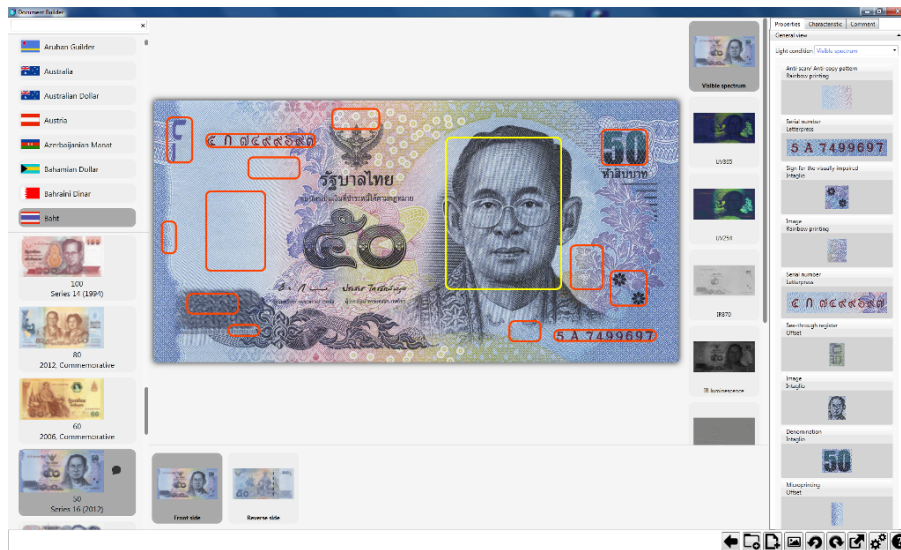 Document Builder
Aruban Guilder
Australia
Australian Dollar
Austria
Azerbaijanian Manat
Bahamian Dollar
Bahraini Dinar
Baht
100
Series 14 (1994)
80
2012, Commemorative
60
2006, Commemorative
50
Series 16 (2012)
๕ ก ๗๔๙๙๖๙๗
รัฐบาลไทย
๕๐
50
ห้าสิบบาท
5 A 7499697
Front side
Reverse side
Visible spectrum
UV365
UV254
IR870
IR luminescence
Properties
Characteristic
Comment
General view
Light condition
Visible spectrum
Anti-scan/ Anti-copy pattern
Rainbow printing
Serial number
Letterpress
5 A 7499697
Sign for the visually impaired
Intaglio
Image
Rainbow printing
Serial number
Letterpress
๕ ก ๗๔๙๙๖๙๗
See-through register
Offset
Image
Intaglio
Denomination
Intaglio
50
Microprinting
Offset